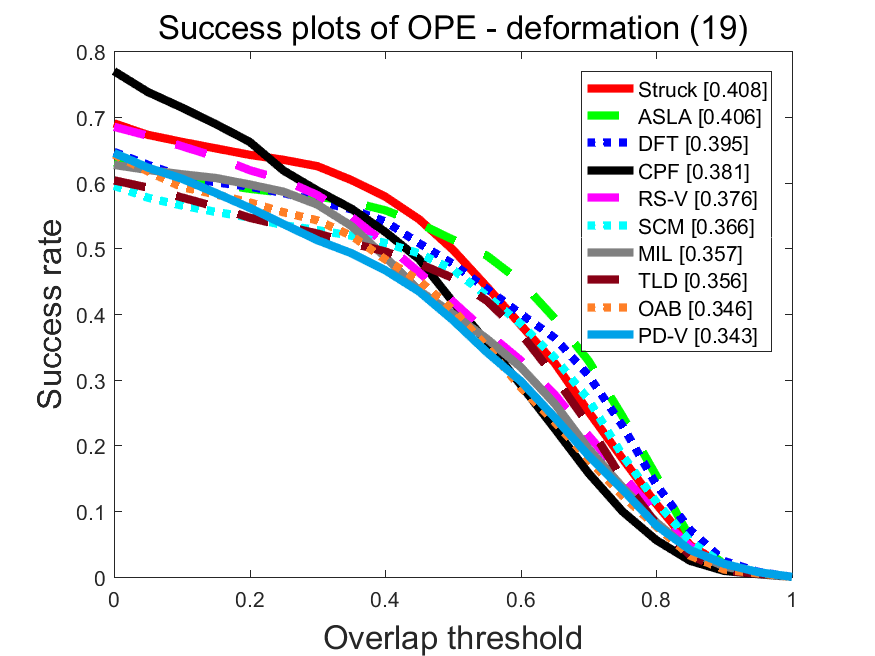 Success plots of OPE - deformation (19)
0.8
0.7
0.6
0.5
0.4
0.3
0.2
0.1
0
Success rate
Struck [0.408]
ASLA [0.406]
DFT [0.395]
CPF [0.381]
RS-V [0.376]
SCM [0.366]
MIL [0.357]
TLD [0.356]
OAB [0.346]
PD-V [0.343]
0 0.2 0.4 0.6 0.8 1
Overlap threshold